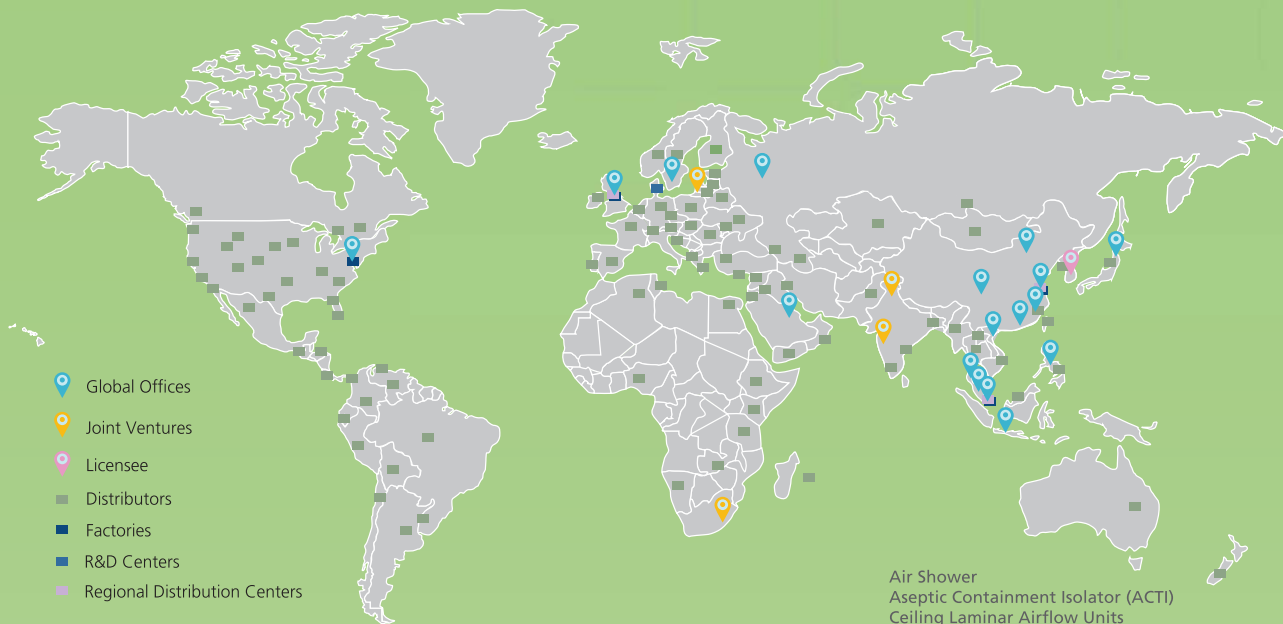 Global Offices
Joint Ventures
Licensee
Distributors
Factories
R&D Centers
Regional Distribution Centers
Air Shower
Aseptic Containment Isolator (ACTI)
Ceiling Laminar Airflow Units